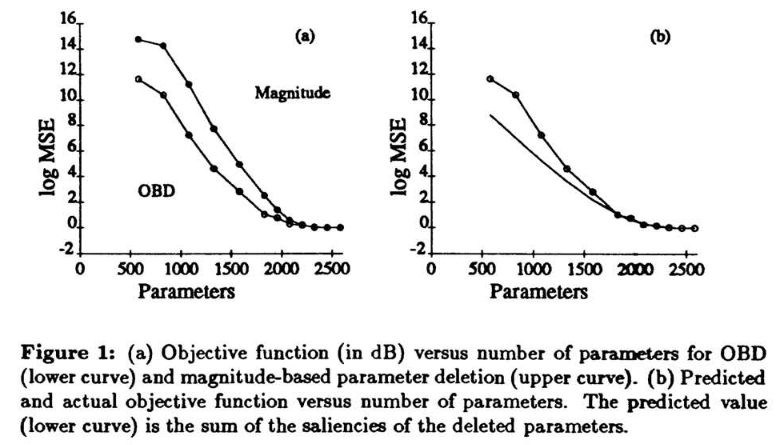 16
14
12
10
8
6
4
2
0
-2
log MSE
(a)
Magnitude
OBD
0 500 1000 1500 2000 2500
Parameters
16
14
12
10
8
6
4
2
0
-2
log MSE
(b)
0 500 1000 1500 2000 2500
Parameters
Figure 1: (a) Objective function (in dB) versus number of parameters for OBD
(lower curve) and magnitude-based parameter deletion (upper curve). (b) Predicted
and actual objective function versus number of parameters. The predicted value
(lower curve) is the sum of the saliencies of the deleted parameters.